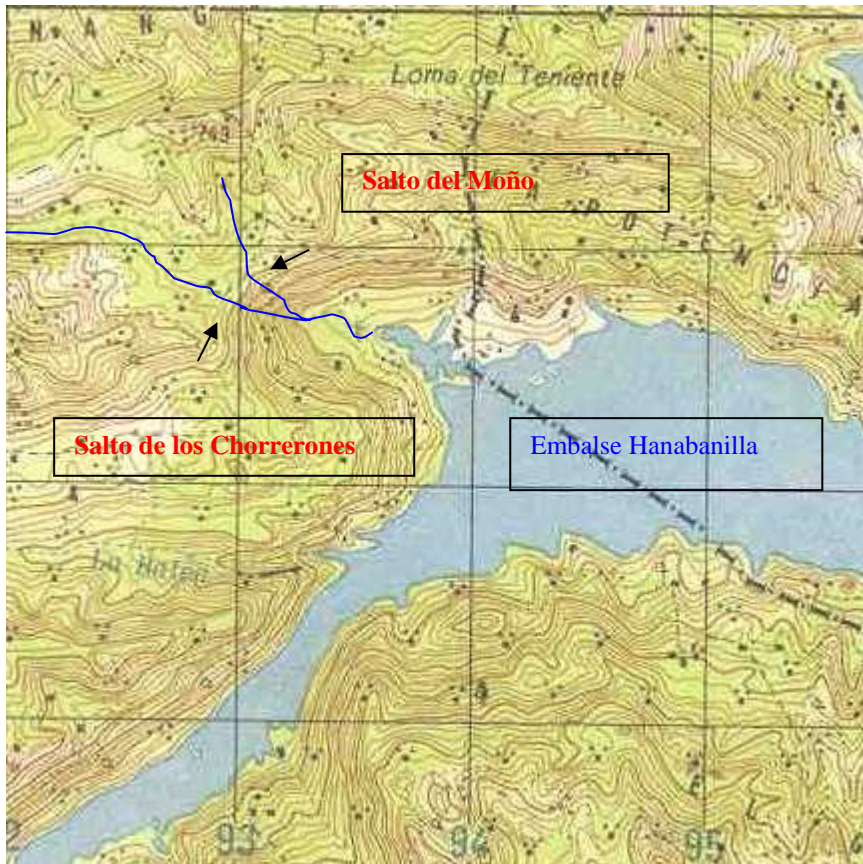 N A N G
Loma del Teniente
763
Salto del Moño
P O T E N C I A
Salto de los Chorrerones
Embalse Hanabanilla
93
94
95